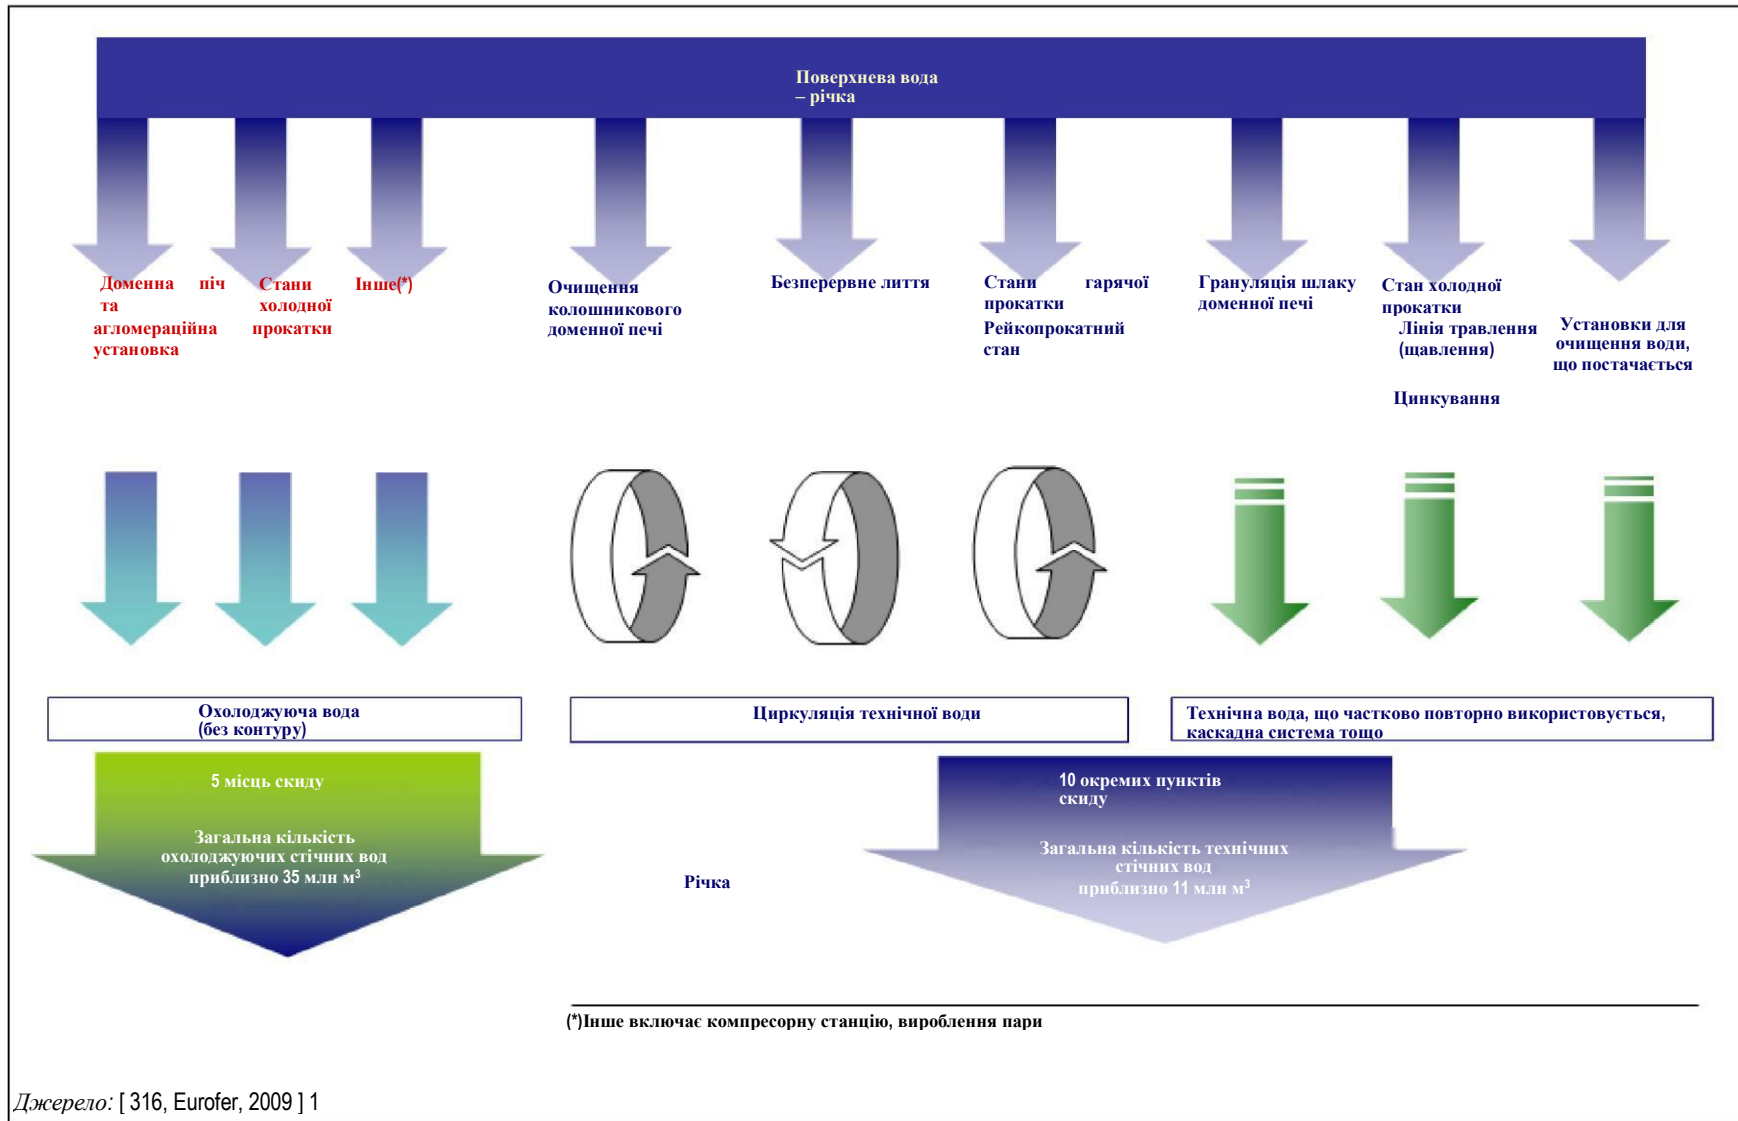 Поверхнева вода
– річка
Доменна піч
та
агломераційна
установка
Стани
холодної
прокатки
Інше(*)
Очищення
колошникового
доменної печі
Безперервне лиття
Стани гарячої
прокатки
Рейкопрокатний
стан
Грануляція шлаку
доменної печі
Стан холодної
прокатки
Лінія травлення
(щавлення)
Цинкування
Установки для
очищення води,
що постачається
Охолоджуюча вода
(без контуру)
Циркуляція технічної води
Технічна вода, що частково повторно використовується,
каскадна система тощо
5 місць скиду
Загальна кількість
охолоджуючих стічних вод
приблизно 35 млн м³
Річка
10 окремих пунктів
скиду
Загальна кількість технічних
стічних вод
приблизно 11 млн м³
(*)Інше включає компресорну станцію, вироблення пари
Джерело: [ 316, Eurofer, 2009 ] 1